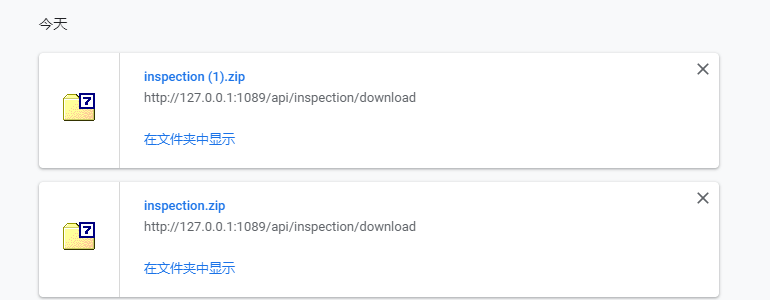 今天
inspection (1).zip
http://127.0.0.1:1089/api/inspection/download
在文件夹中显示
inspection.zip
http://127.0.0.1:1089/api/inspection/download
在文件夹中显示